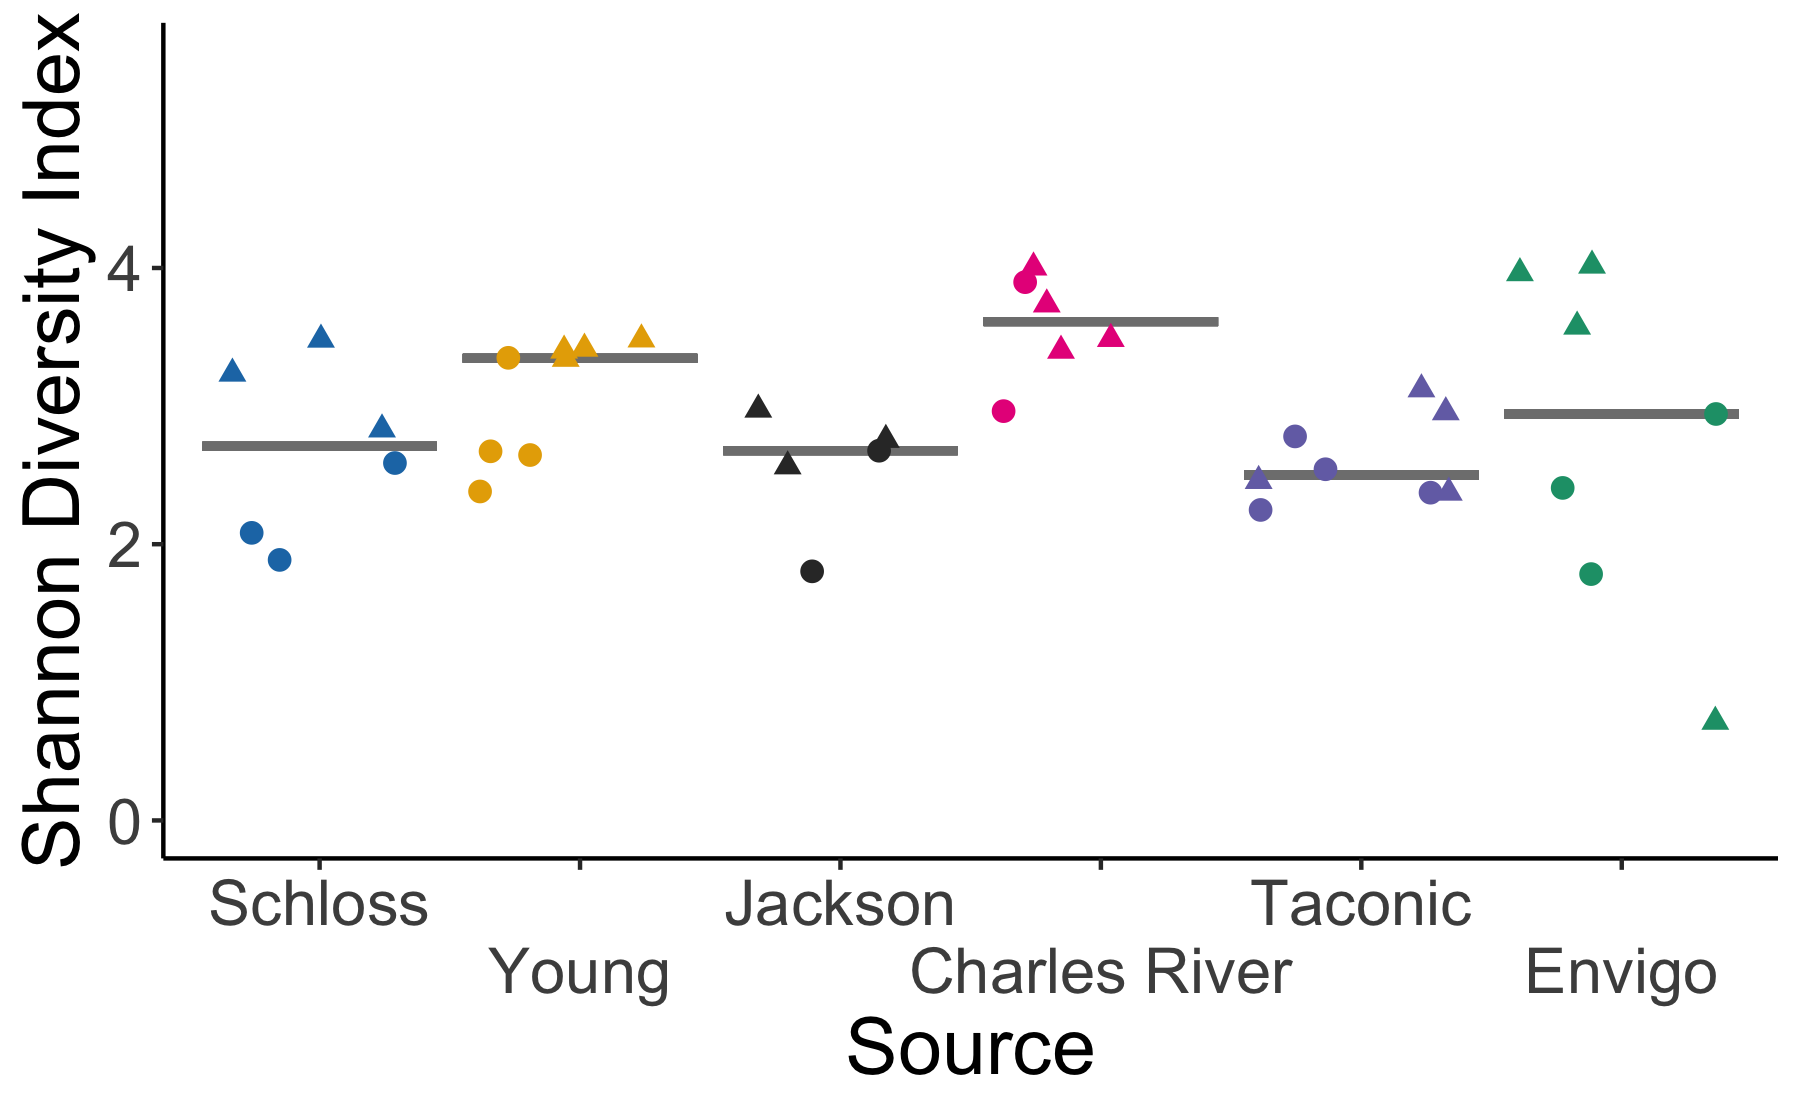 Shannon Diversity Index
4
2
0
Schloss
Jackson
Taconic
Young
Charles River
Envigo
Source